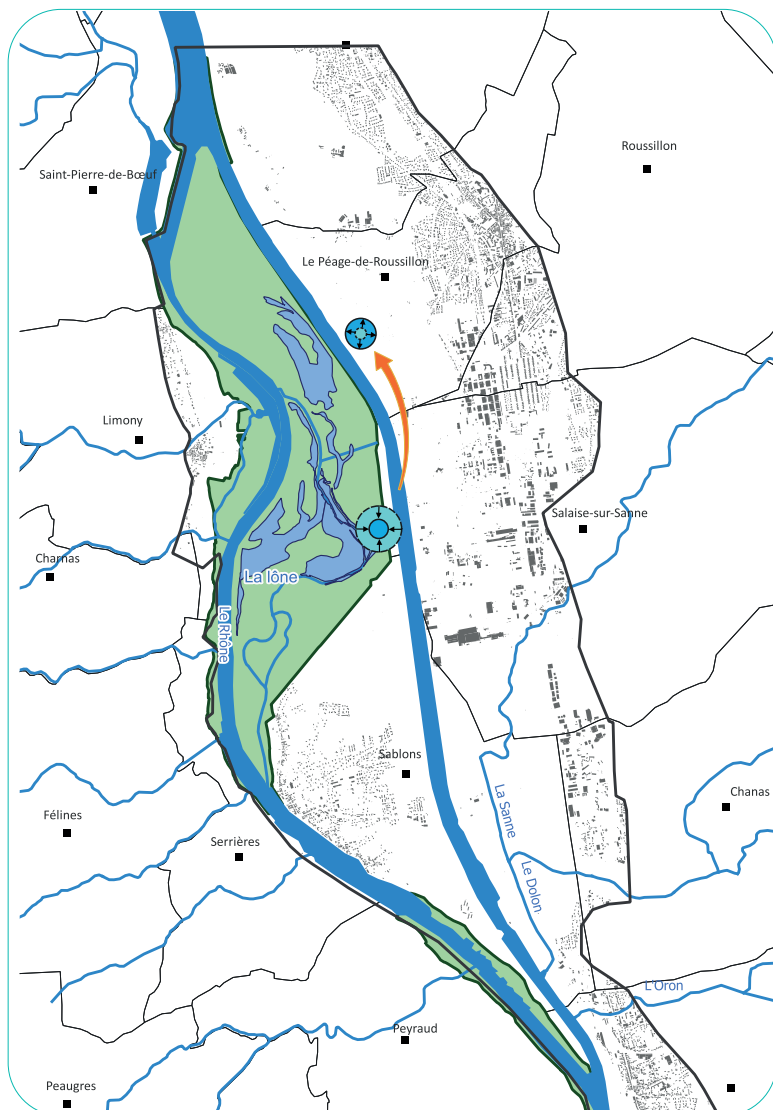 Roussillon
Saint-Pierre-de-Bœuf
Le Péage-de-Roussillon
Limony
Salaise-sur-Sanne
Charnas
La lône
Le Rhône
Sablons
La Sanne
Chanas
Félines
Serrières
Le Dolon
L'Oron
Peyraud
Peaugres